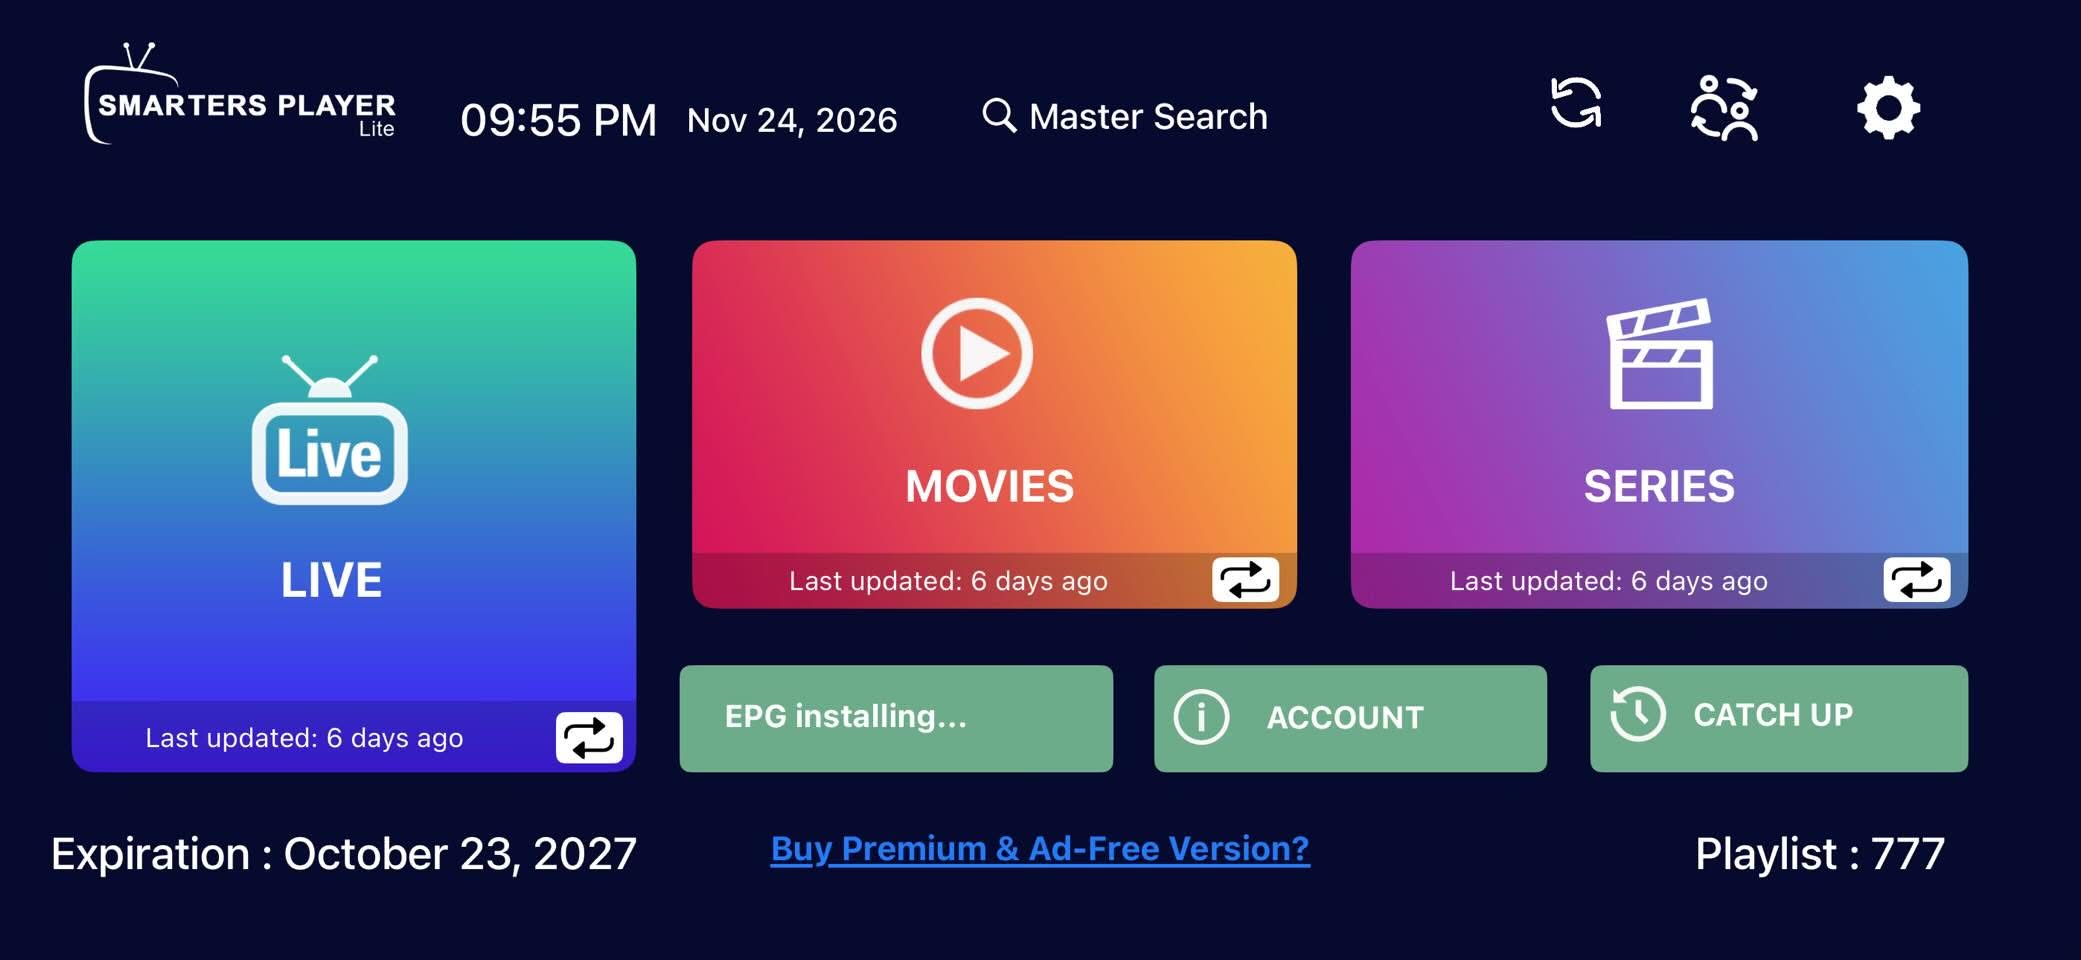 SMARTERS PLAYER
Lite
09:55 PM
Nov 24, 2026
Master Search
Live
LIVE
Last updated: 6 days ago
MOVIES
Last updated: 6 days ago
SERIES
Last updated: 6 days ago
EPG installing...
ACCOUNT
CATCH UP
Expiration : October 23, 2027
Buy Premium & Ad-Free Version?
Playlist : 777